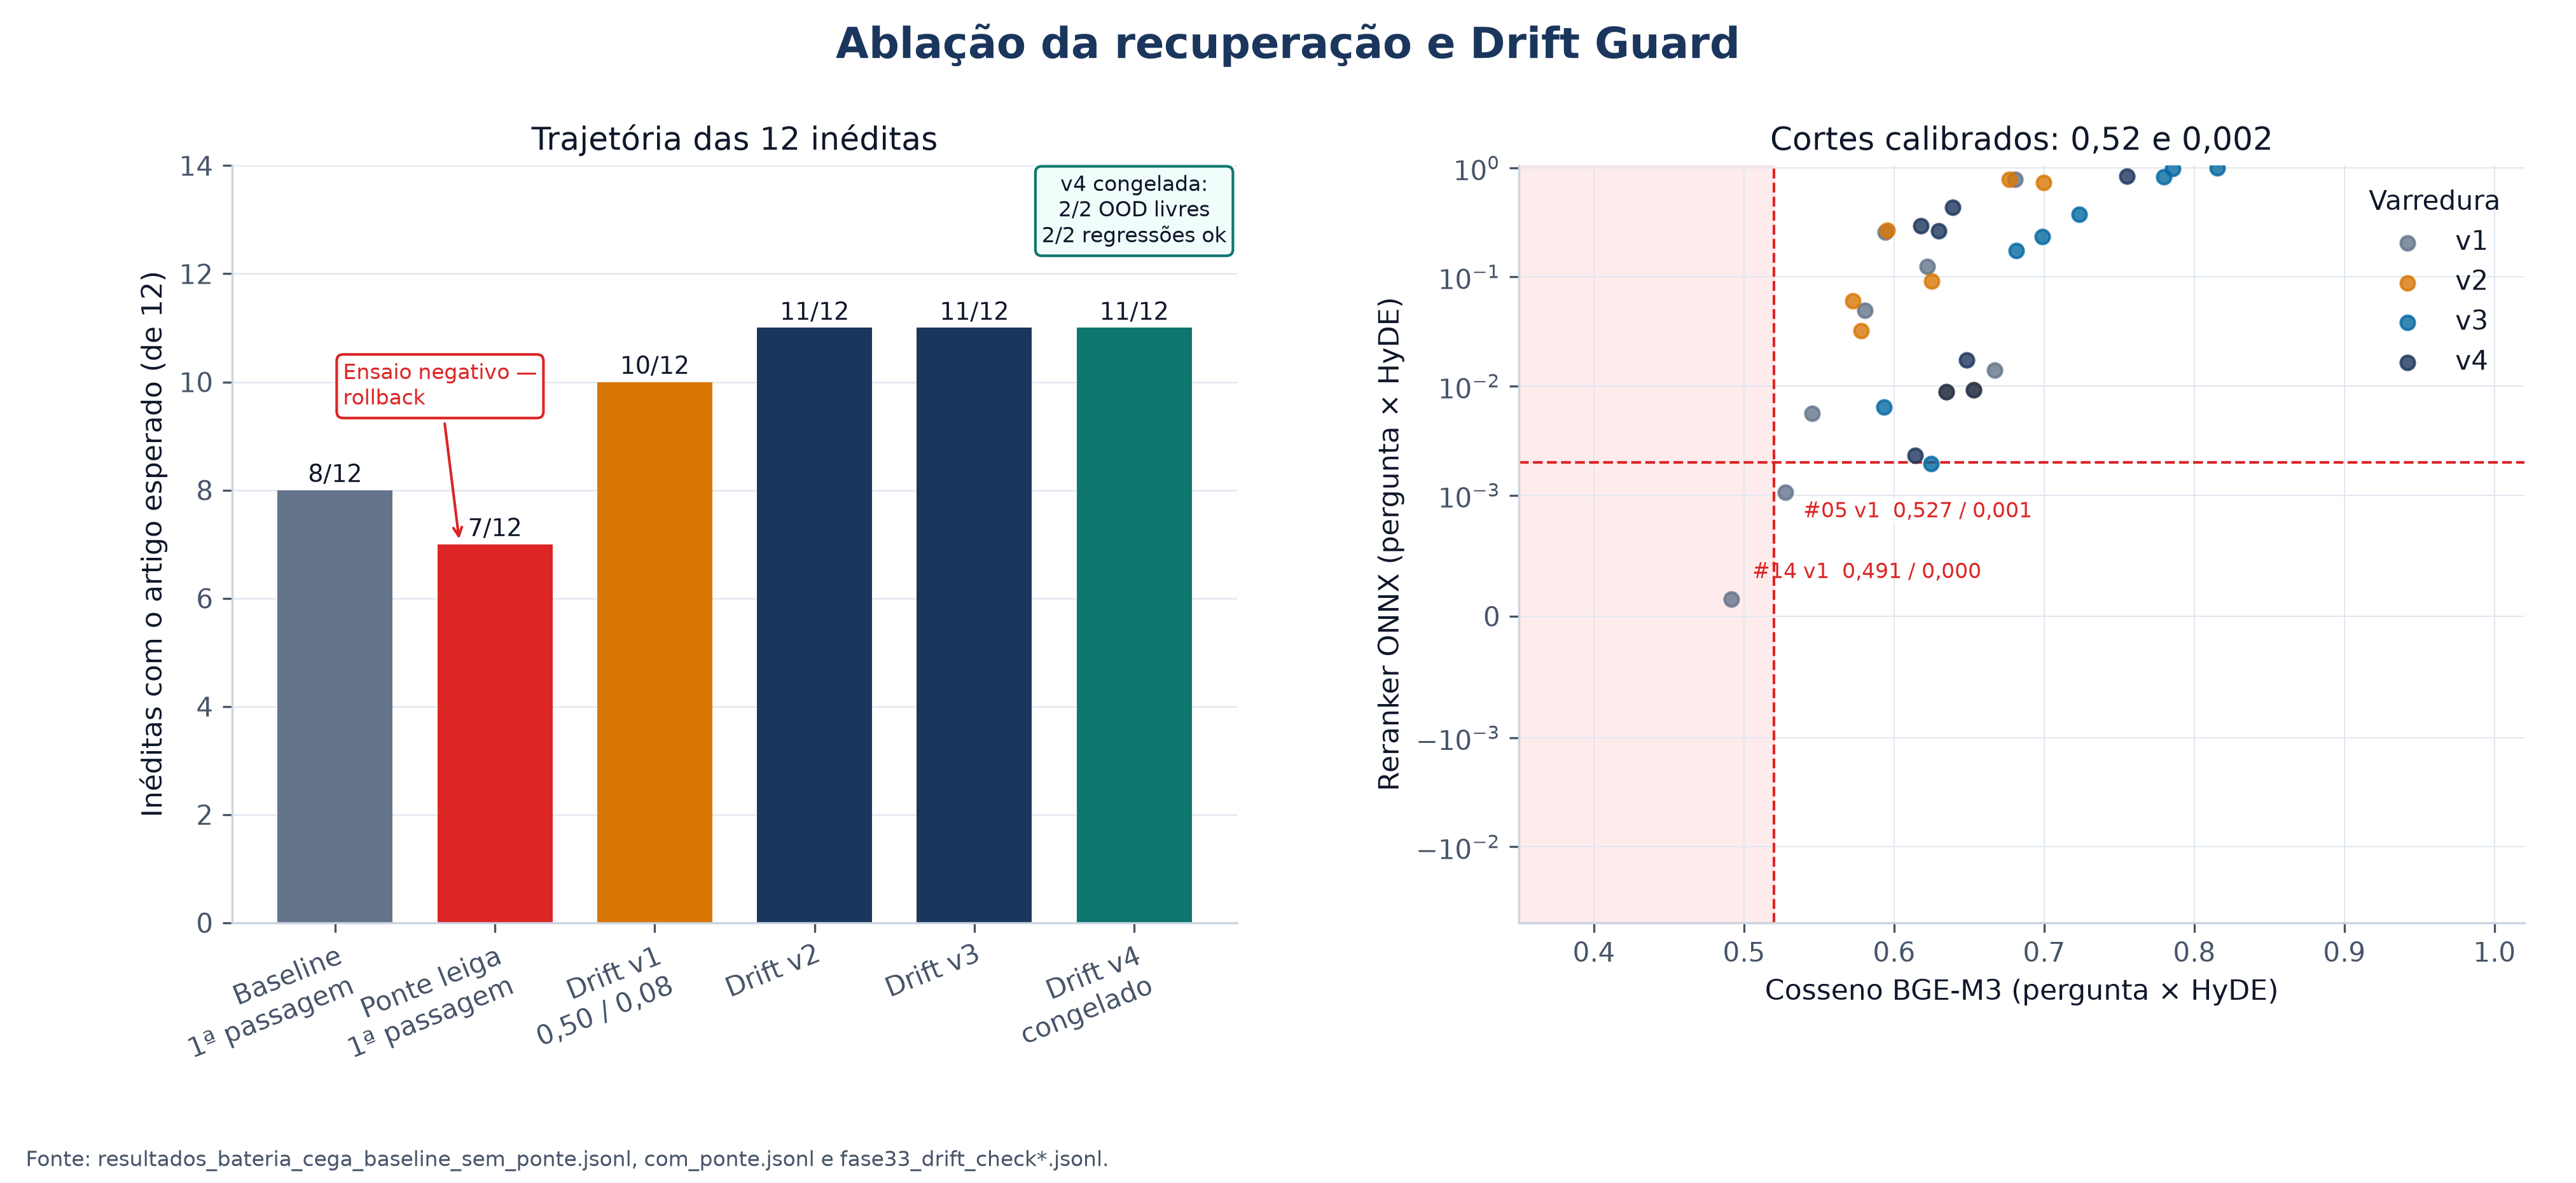 Ablação da recuperação e Drift Guard
Trajetória das 12 inéditas
Inéditas com o artigo esperado (de 12)
14
12
10
8
6
4
2
0
v4 congelada:
2/2 OOD livres
2/2 regressões ok
Ensaio negativo —
rollback
8/12
7/12
10/12
11/12
11/12
11/12
Baseline
1ª passagem
Ponte leiga
1ª passagem
Drift v1
0,50 / 0,08
Drift v2
Drift v3
Drift v4
congelado
Cortes calibrados: 0,52 e 0,002
Reranker ONNX (pergunta × HyDE)
10⁰
10⁻¹
10⁻²
10⁻³
0
−10⁻³
−10⁻²
Varredura
v1
v2
v3
v4
#05 v1 0,527 / 0,001
#14 v1 0,491 / 0,000
0.4
0.5
0.6
0.7
0.8
0.9
1.0
Cosseno BGE-M3 (pergunta × HyDE)
Fonte: resultados_bateria_cega_baseline_sem_ponte.jsonl, com_ponte.jsonl e fase33_drift_check*.jsonl.